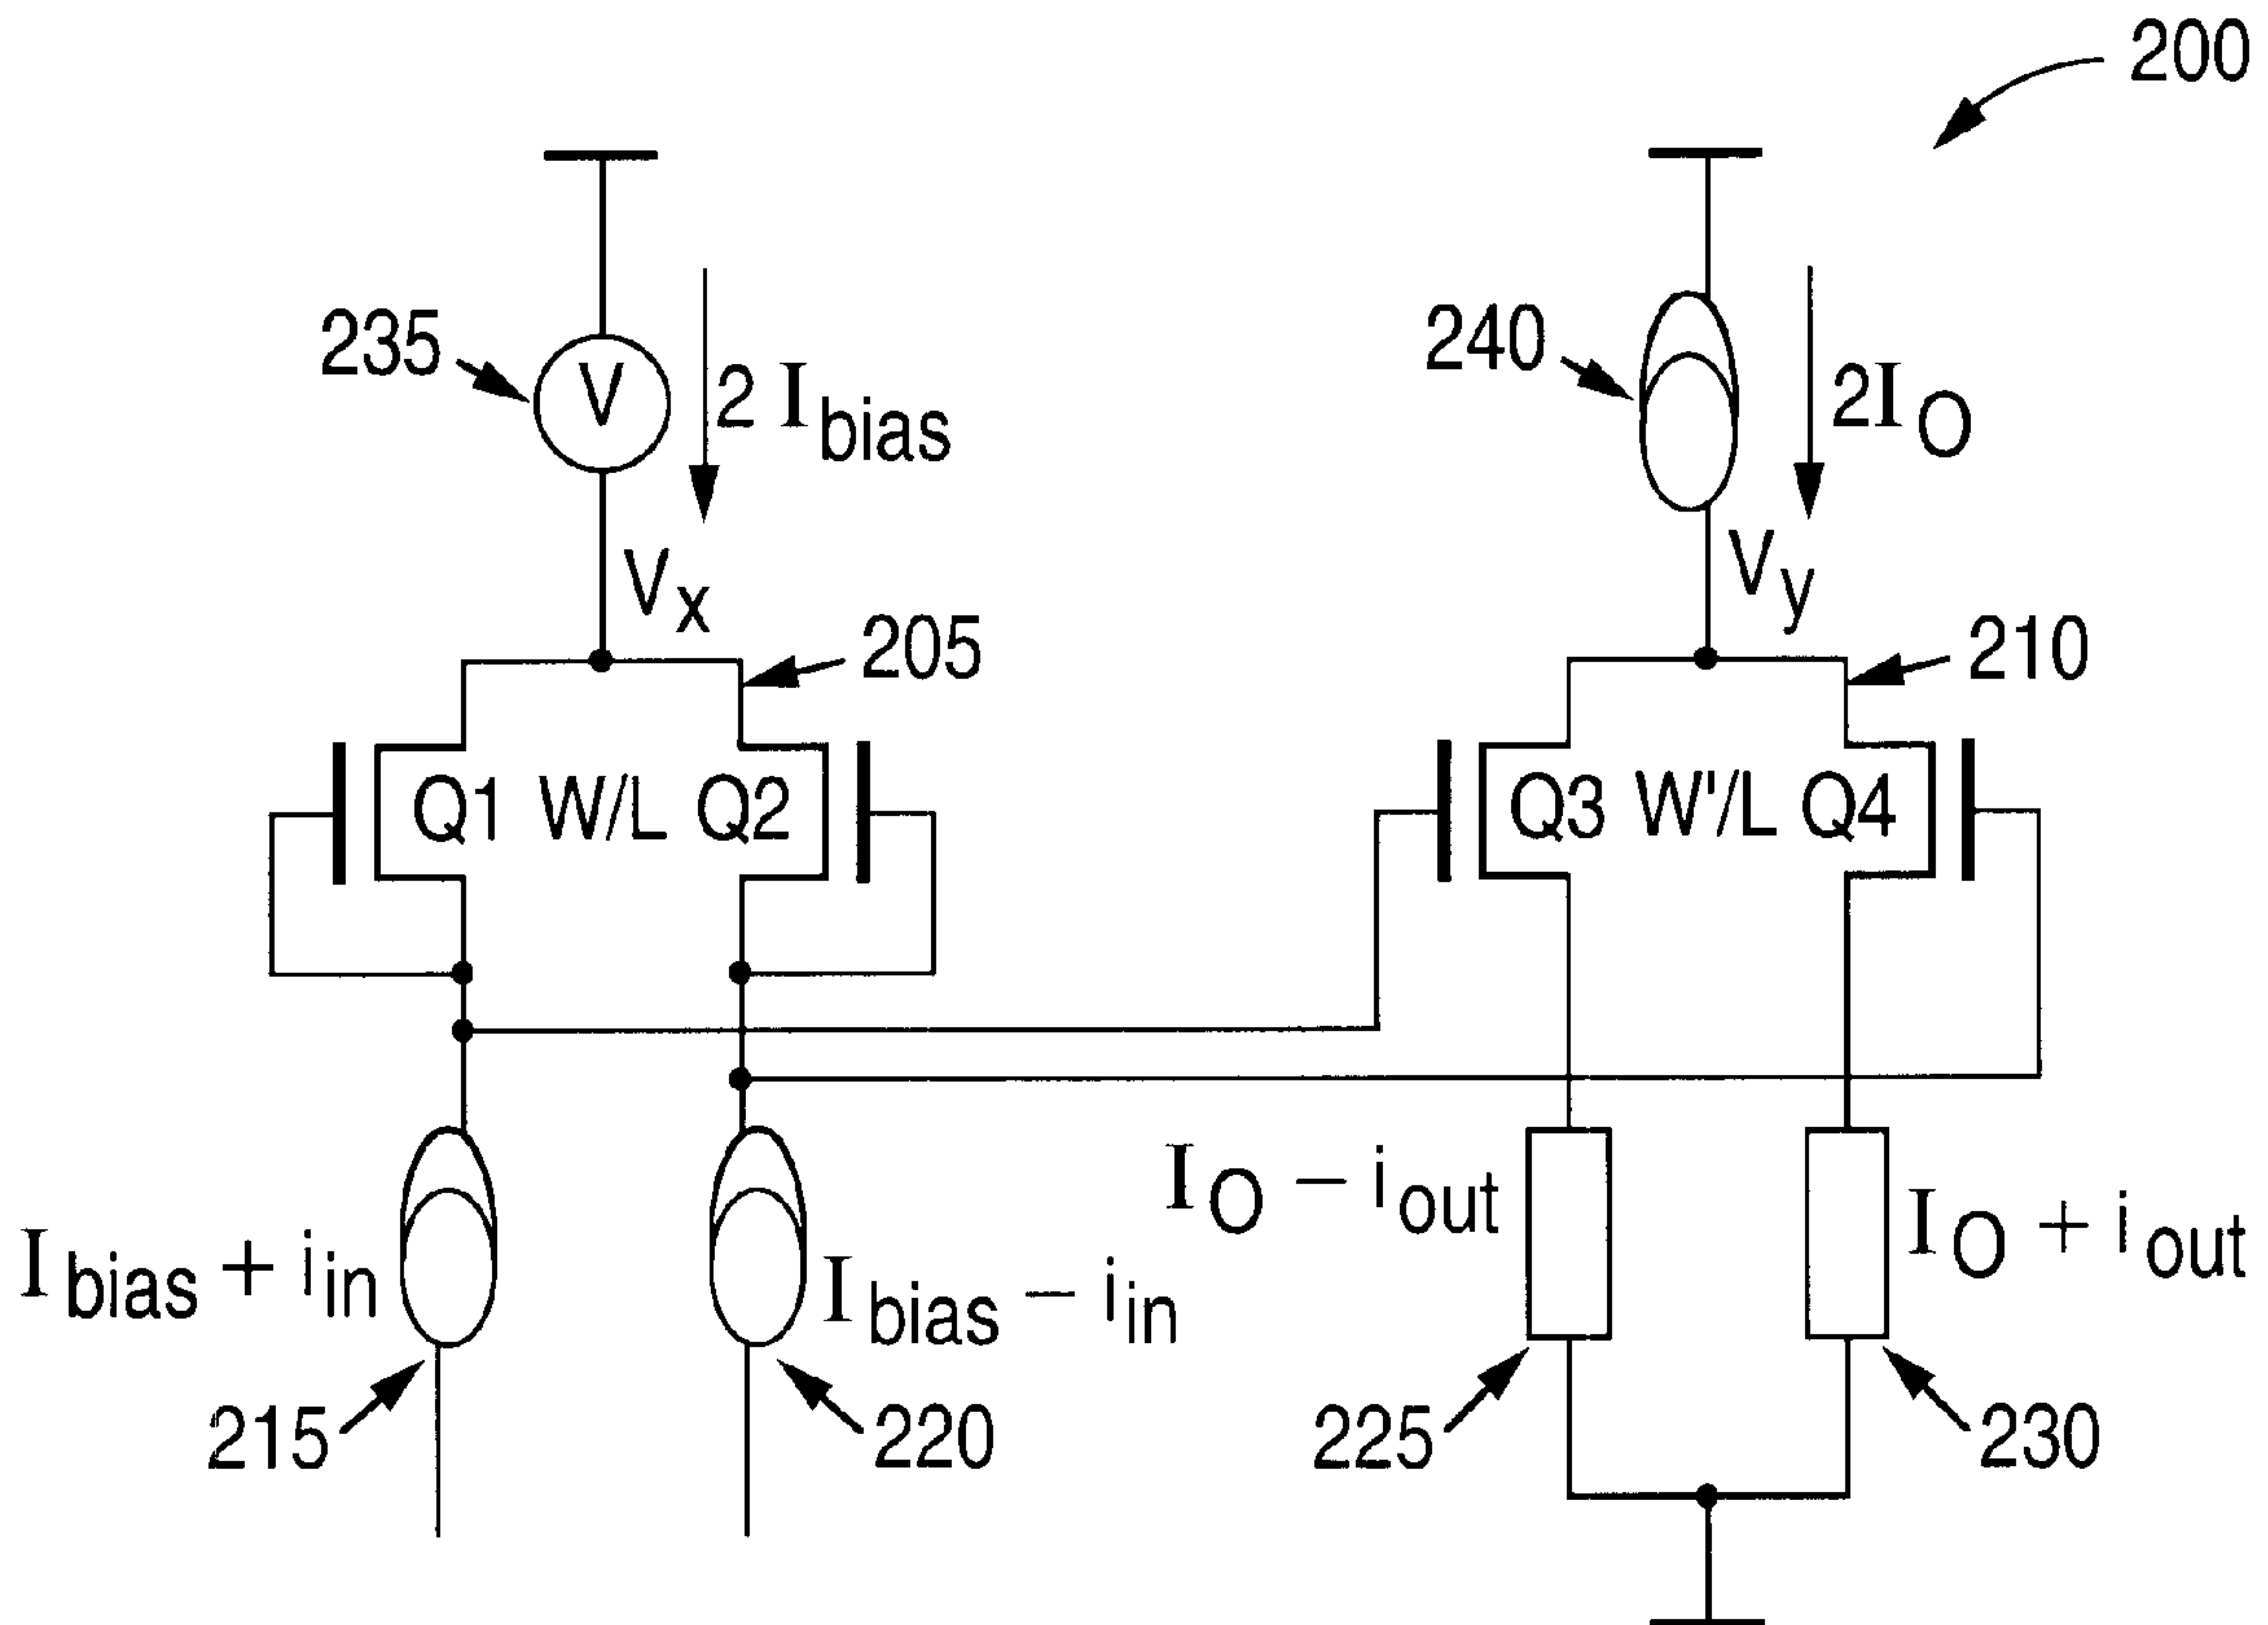 200
235
V
2 Ibias
240
2IO
Vx
Vy
205
210
Q1 W/L Q2
Q3 W'/L Q4
Ibias + iin
Ibias − iin
IO − iout
IO + iout
215
220
225
230